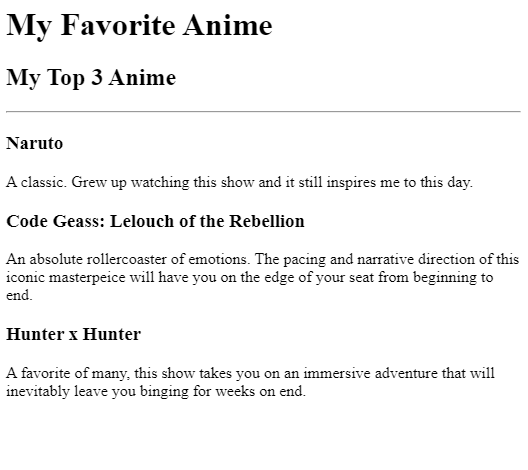 My Favorite Anime
My Top 3 Anime
Naruto
A classic. Grew up watching this show and it still inspires me to this day.
Code Geass: Lelouch of the Rebellion
An absolute rollercoaster of emotions. The pacing and narrative direction of this
iconic masterpeice will have you on the edge of your seat from beginning to
end.
Hunter x Hunter
A favorite of many, this show takes you on an immersive adventure that will
inevitably leave you binging for weeks on end.